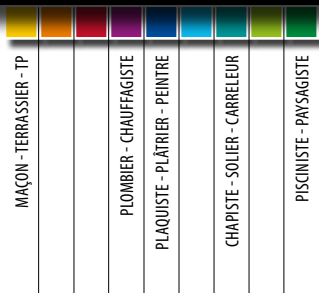 MAÇON - TERRASSIER - TP
PLOMBIER - CHAUFFAGISTE
PLAQUISTE - PLÂTRIER - PEINTRE
CHAPISTE - SOLIER - CARRELEUR
PISCINISTE - PAYSAGISTE